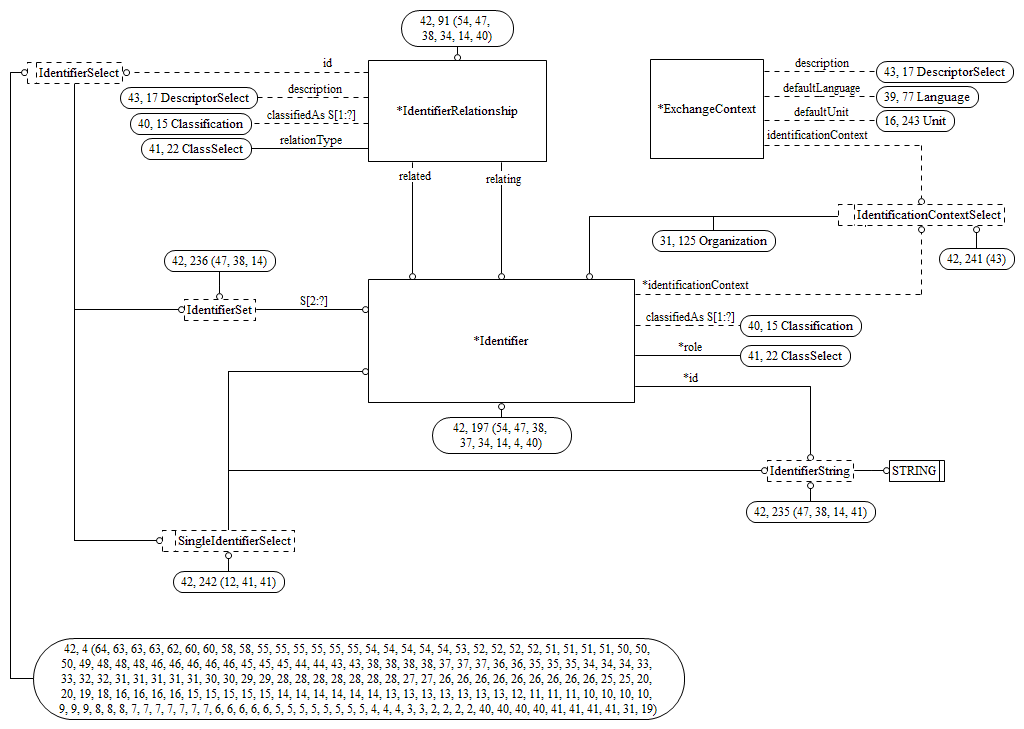 42, 91 (54, 47,
38, 34, 14, 40)
IdentifierSelect
id
description
43, 17 DescriptorSelect
classifiedAs S[1:?]
40, 15 Classification
relationType
41, 22 ClassSelect
*IdentifierRelationship
related
relating
*ExchangeContext
description
43, 17 DescriptorSelect
defaultLanguage
39, 77 Language
defaultUnit
16, 243 Unit
identificationContext
IdentificationContextSelect
31, 125 Organization
42, 241 (43)
42, 236 (47, 38, 14)
IdentifierSet
S[2:?]
*Identifier
*identificationContext
classifiedAs S[1:?]
40, 15 Classification
*role
41, 22 ClassSelect
*id
42, 197 (54, 47, 38,
37, 34, 14, 4, 40)
IdentifierString
STRING
42, 235 (47, 38, 14, 41)
SingleIdentifierSelect
42, 242 (12, 41, 41)
42, 4 (64, 63, 63, 63, 62, 60, 60, 58, 58, 55, 55, 55, 55, 55, 55, 54, 54, 54, 54, 54, 53, 52, 52, 52, 52, 51, 51, 51, 51, 50, 50,
50, 49, 48, 48, 48, 46, 46, 46, 46, 46, 45, 45, 45, 44, 44, 43, 43, 38, 38, 38, 38, 37, 37, 37, 36, 36, 35, 35, 35, 34, 34, 34, 33,
33, 32, 32, 31, 31, 31, 31, 31, 30, 30, 29, 29, 28, 28, 28, 28, 28, 28, 27, 27, 26, 26, 26, 26, 26, 26, 26, 26, 26, 25, 25, 20,
20, 19, 18, 16, 16, 16, 16, 15, 15, 15, 15, 15, 14, 14, 14, 14, 14, 14, 13, 13, 13, 13, 13, 13, 13, 12, 11, 11, 11, 10, 10, 10, 10,
9, 9, 9, 8, 8, 8, 7, 7, 7, 7, 7, 7, 7, 6, 6, 6, 6, 6, 5, 5, 5, 5, 5, 5, 5, 5, 4, 4, 4, 3, 3, 2, 2, 2, 2, 40, 40, 40, 40, 41, 41, 41, 41, 31, 19)